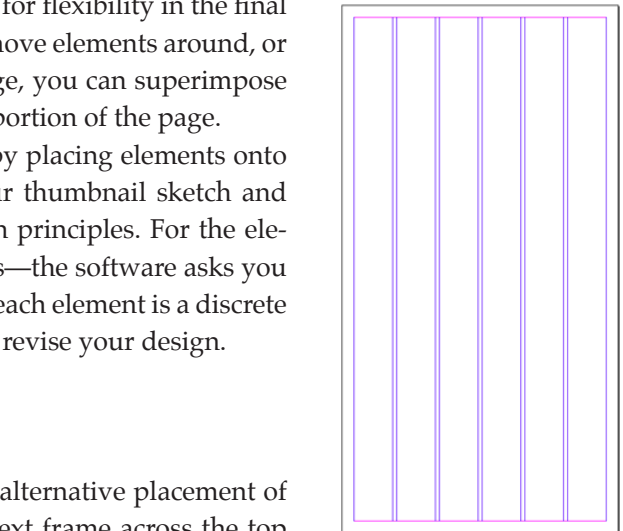 for flexibility in the final
move elements around, or
ge, you can superimpose
portion of the page.
by placing elements onto
ur thumbnail sketch and
n principles. For the ele-
s—the software asks you
each element is a discrete
revise your design.
alternative placement of
ext frame across the top